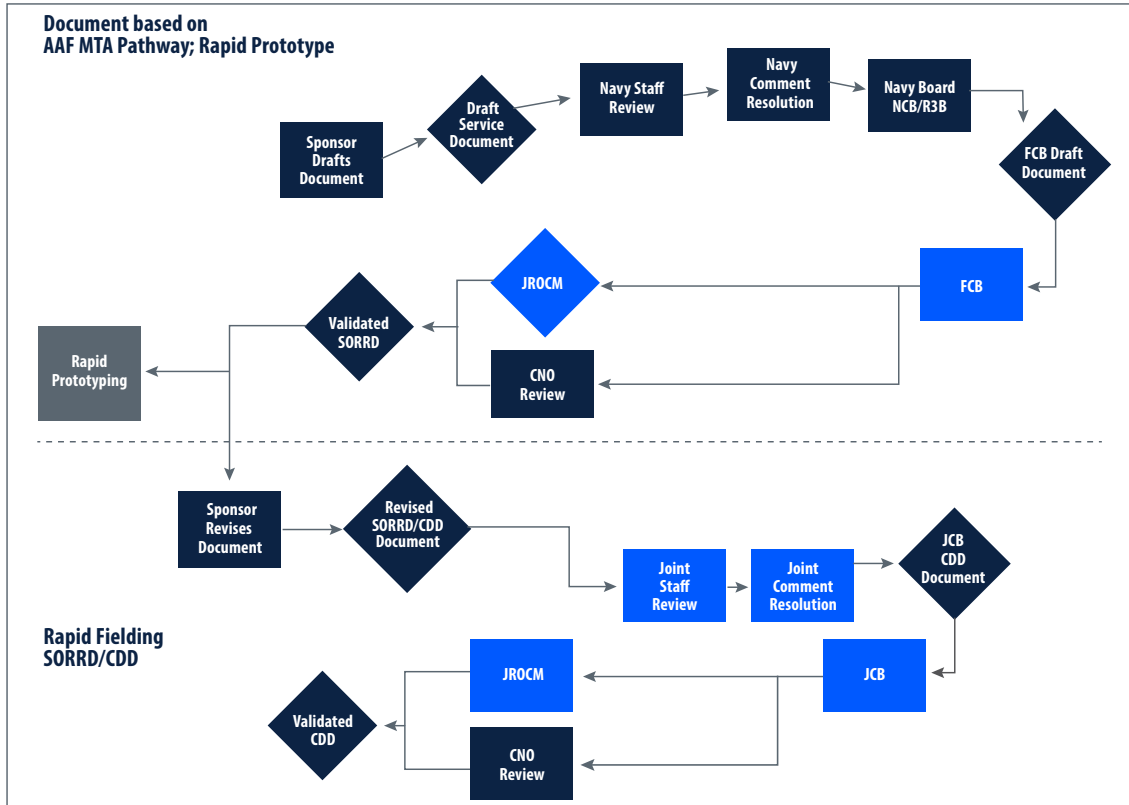 Document based on
AAF MTA Pathway; Rapid Prototype
Sponsor
Drafts
Document
Draft
Service
Document
Navy Staff
Review
Navy
Comment
Resolution
Navy Board
NCB/R3B
FCB Draft
Document
FCB
JROCM
CNO
Review
Validated
SORRD
Rapid
Prototyping
Sponsor
Revises
Document
Revised
SORRD/CDD
Document
Joint
Staff
Review
Joint
Comment
Resolution
JCB
CDD
Document
Rapid Fielding
SORRD/CDD
JCB
JROCM
CNO
Review
Validated
CDD